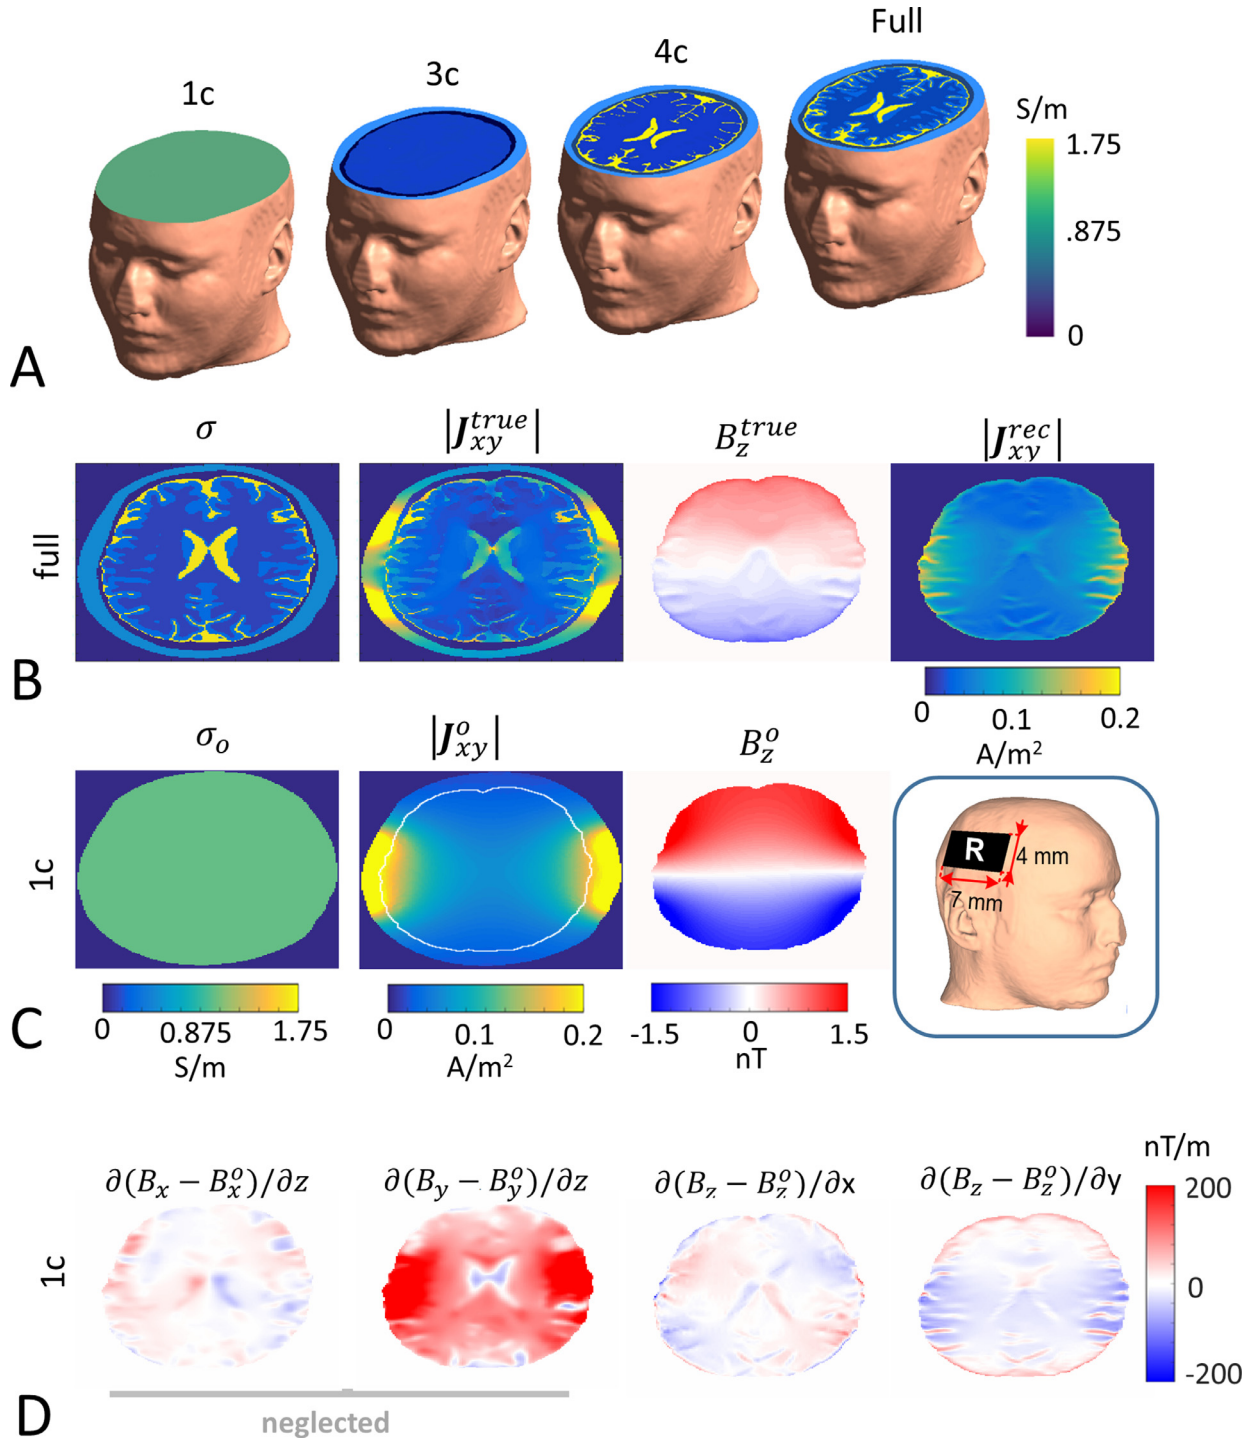 1c
3c
4c
Full
S/m
1.75
.875
0
A
σ
|J_xy^true|
B_z^true
|J_xy^rec|
full
B
0
0.1
0.2
A/m²
σ_o
|J_xy^o|
B_z^o
1c
R
4 mm
7 mm
C
0
0.875
1.75
S/m
0
0.1
0.2
A/m²
-1.5
0
1.5
nT
∂(B_x − B_x^o)/∂z
∂(B_y − B_y^o)/∂z
∂(B_z − B_z^o)/∂x
∂(B_z − B_z^o)/∂y
nT/m
200
0
-200
1c
D
neglected